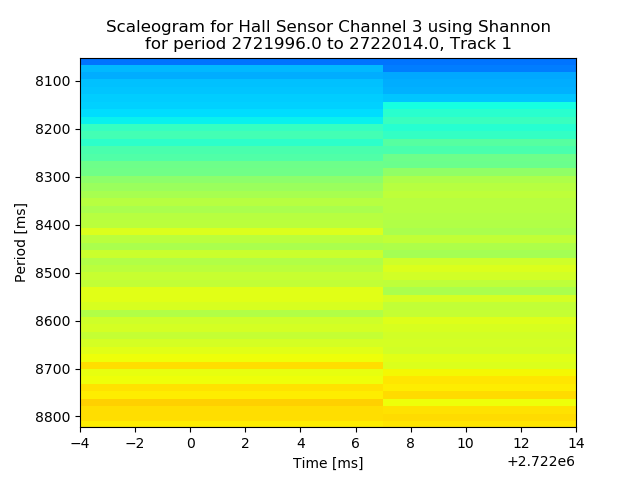 Scaleogram for Hall Sensor Channel 3 using Shannon
for period 2721996.0 to 2722014.0, Track 1
8100
8200
8300
8400
8500
8600
8700
8800
Period [ms]
−4 −2 0 2 4 6 8 10 12 14
Time [ms]
+2.722e6